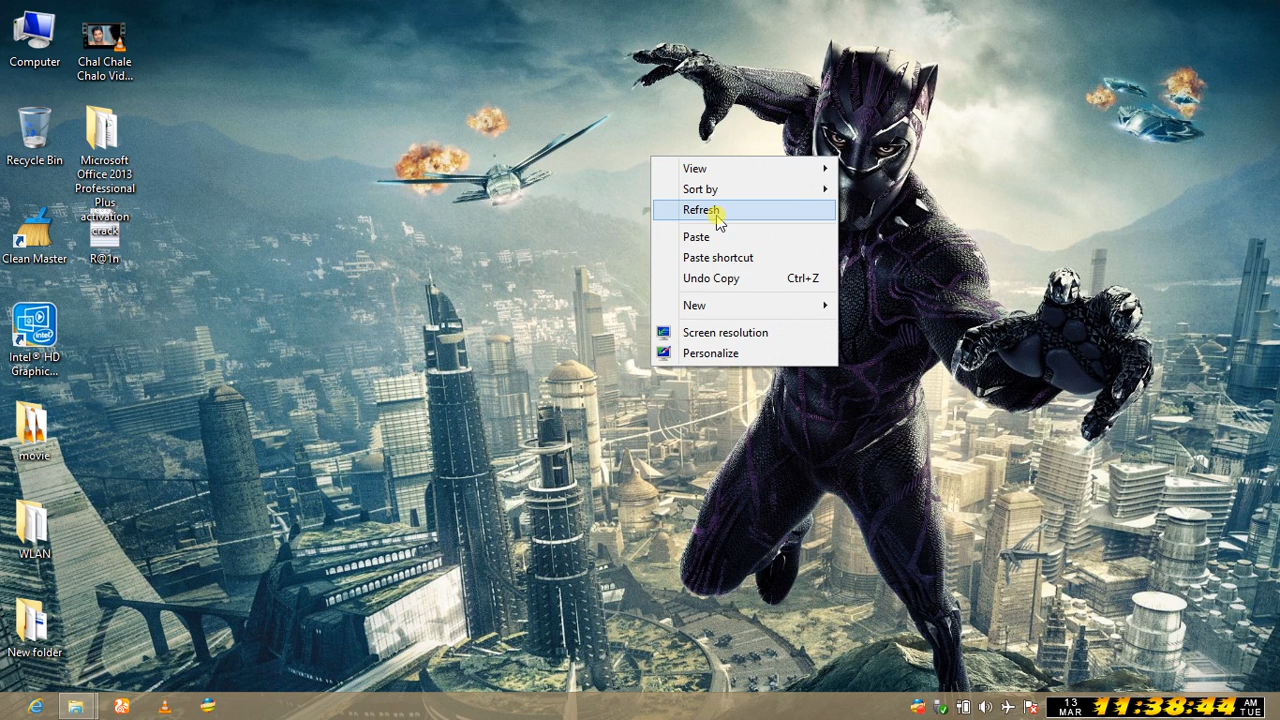 Computer
Chal Chale
Chalo Vid...
Recycle Bin
Microsoft
Office 2013
Professional
Plus
activation
crack
Clean Master
R@1n
intel
Intel® HD
Graphic...
movie
WLAN
New folder
View
Sort by
Refresh
Paste
Paste shortcut
Undo Copy Ctrl+Z
New
Screen resolution
Personalize
13
MAR
11:38:44
AM
TUE